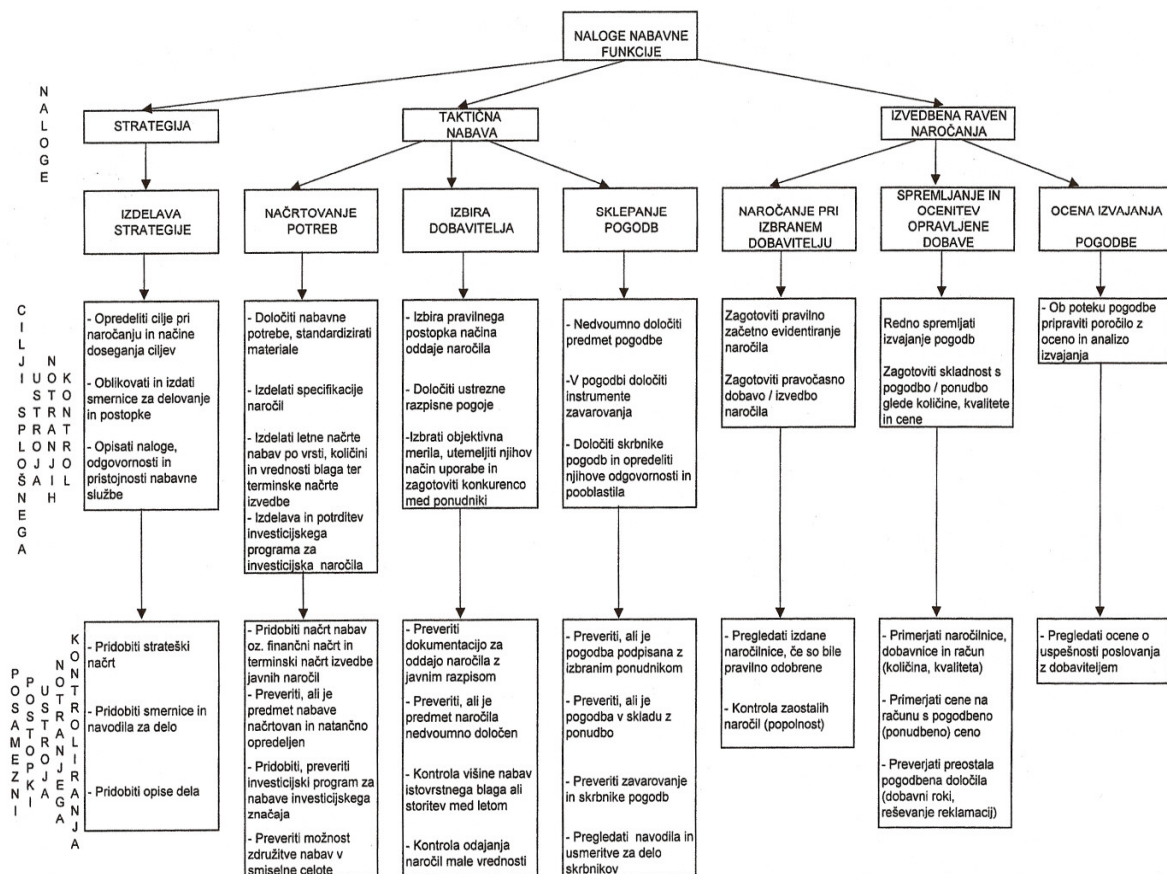 NALOGE NABAVNE
FUNKCIJE
NALOGE
STRATEGIJA
TAKTIČNA
NABAVA
IZVEDBENA RAVEN
NAROČANJA
IZDELAVA
STRATEGIJE
NAČRTOVANJE
POTREB
IZBIRA
DOBAVITELJA
SKLEPANJE
POGODB
NAROČANJE PRI
IZBRANEM
DOBAVITELJU
SPREMLJANJE IN
OCENITEV
OPRAVLJENE
DOBAVE
OCENA IZVAJANJA
POGODBE
CILJI SPLOŠNEGA
USTROJA
NOTRANJIH
KONTROL
- Opredeliti cilje pri
naročanju in načine
doseganja ciljev
- Oblikovati in izdati
smernice za delovanje
in postopke
- Opisati naloge,
odgovornosti in
pristojnosti nabavne
službe
- Določiti nabavne
potrebe, standardizirati
materiale
- Izdelati specifikacije
naročil
- Izdelati letne načrte
nabav po vrsti, količini
in vrednosti blaga ter
terminske načrte
izvedbe
- Izdelava in potrditev
investicijskega
programa za
investicijska naročila
- Izbira pravilnega
postopka načina
oddaje naročila
- Določiti ustrezne
razpisne pogoje
-Izbrati objektivna
merila, utemeljiti njihov
način uporabe in
zagotoviti konkurenco
med ponudniki
- Nedvoumno določiti
predmet pogodbe
-V pogodbi določiti
instrumente
zavarovanja
- Določiti skrbnike
pogodb in opredeliti
njihove odgovornosti in
pooblastila
Zagotoviti pravilno
začetno evidentiranje
naročila
Zagotoviti pravočasno
dobavo / izvedbo
naročila
Redno spremljati
izvajanje pogodb
Zagotoviti skladnost s
pogodbo / ponudbo
glede količine, kvalitete
in cene
- Ob poteku pogodbe
pripraviti poročilo z
oceno in analizo
izvajanja
POSAMEZNI
POSTOPKI
USTROJA
NOTRANJEGA
KONTROLIRANJA
- Pridobiti strateški
načrt
- Pridobiti smernice in
navodila za delo
- Pridobiti opise dela
- Pridobiti načrt nabav
oz. finančni načrt in
terminski načrt izvedbe
javnih naročil
- Preveriti, ali je
predmet nabave
načrtovan in natančno
opredeljen
- Pridobiti, preveriti
investicijski program za
nabave investicijskega
značaja
- Preveriti možnost
združitve nabav v
smiselne celote
- Preveriti
dokumentacijo za
oddajo naročila z
javnim razpisom
- Preveriti, ali je
predmet naročila
nedvoumno določen
- Kontrola višine nabav
istovrstnega blaga ali
storitev med letom
- Kontrola odajanja
naročil male vrednosti
- Preveriti, ali je
pogodba podpisana z
izbranim ponudnikom
- Preveriti, ali je
pogodba v skladu z
ponudbo
- Preveriti zavarovanje
in skrbnike pogodb
- Pregledati navodila in
usmeritve za delo
skrbnikov
- Pregledati izdane
naročilnice, če so bile
pravilno odobrene
- Kontrola zaostalih
naročil (popolnost)
- Primerjati naročilnice,
dobavnice in račun
(količina, kvaliteta)
- Primerjati cene na
računu s pogodbeno
(ponudbeno) ceno
- Preverjati preostala
pogodbena določila
(dobavni roki,
reševanje reklamacij)
- Pregledati ocene o
uspešnosti poslovanja
z dobaviteljem